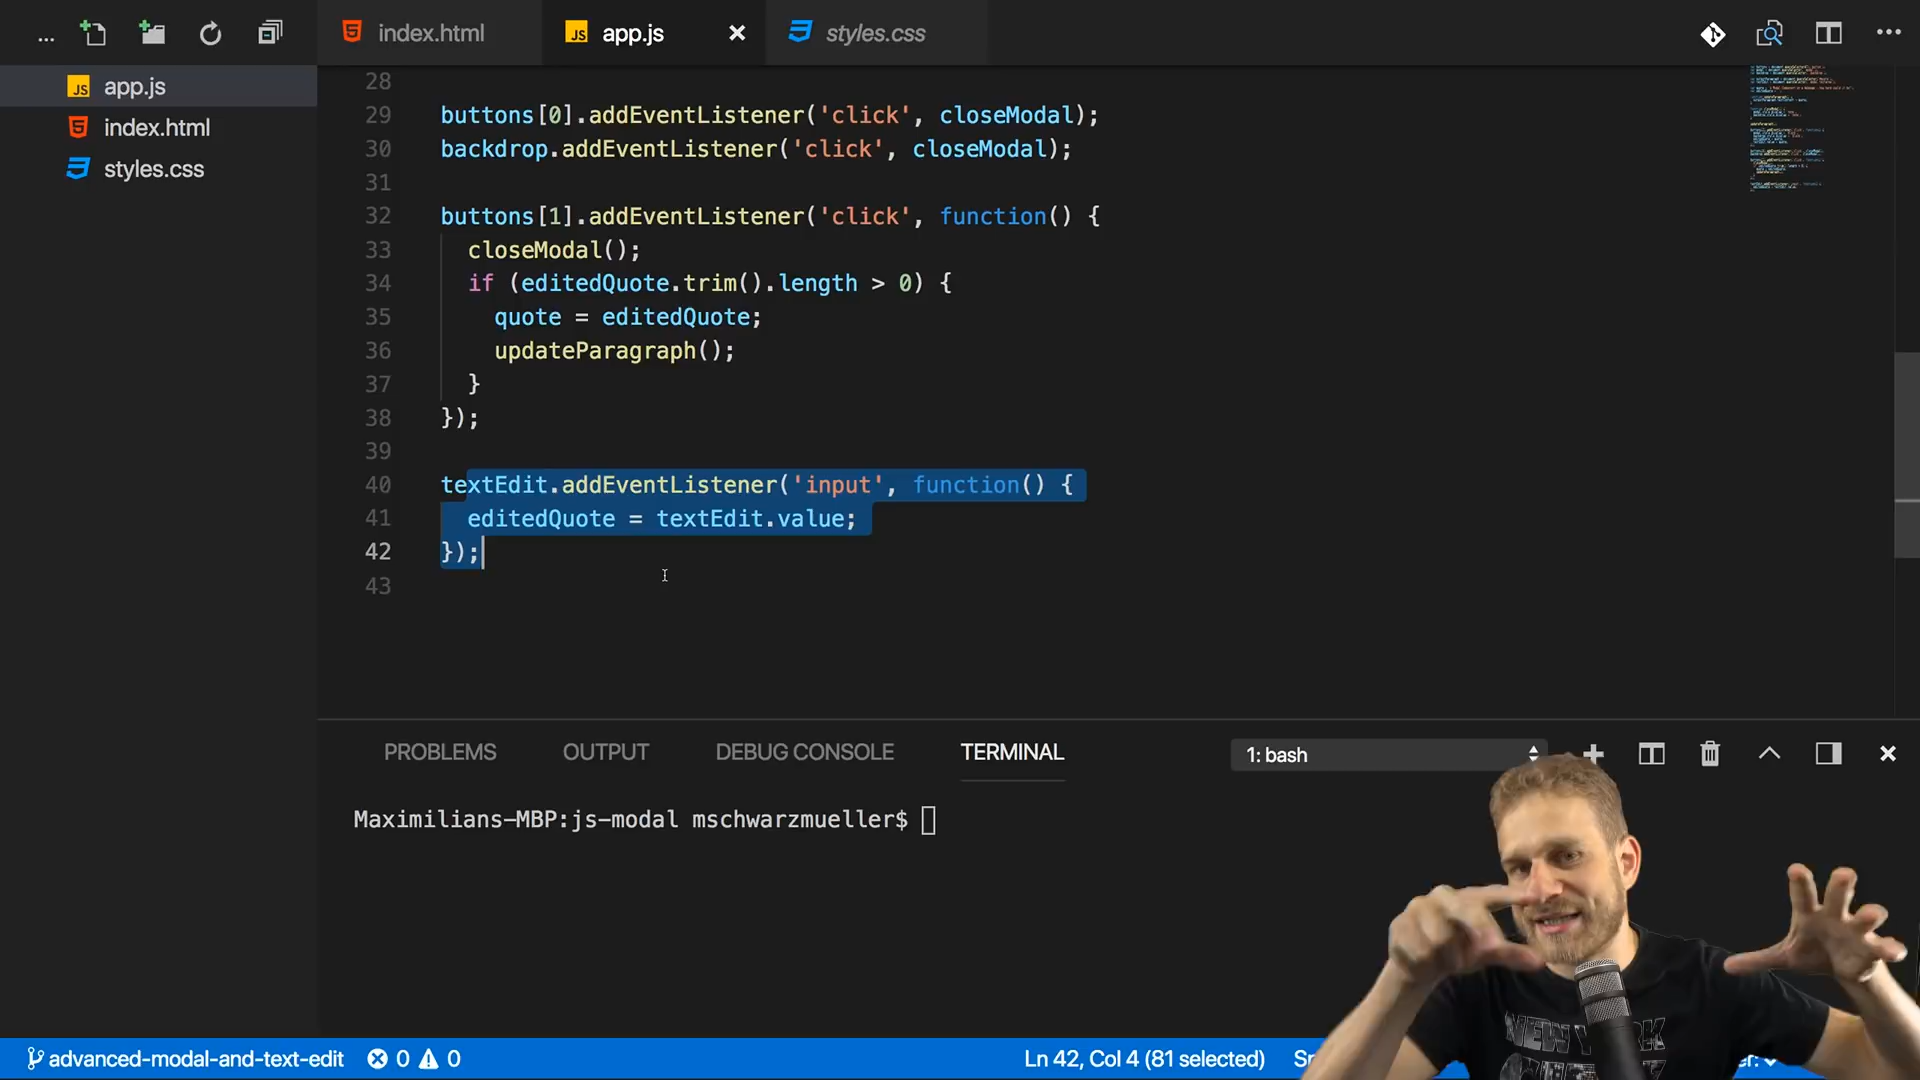 ...
index.html
JS app.js
styles.css
JS app.js
index.html
styles.css
28
29 buttons[0].addEventListener('click', closeModal);
30 backdrop.addEventListener('click', closeModal);
31
32 buttons[1].addEventListener('click', function() {
33 closeModal();
34 if (editedQuote.trim().length > 0) {
35 quote = editedQuote;
36 updateParagraph();
37 }
38 });
39
40 textEdit.addEventListener('input', function() {
41 editedQuote = textEdit.value;
42 });
43
PROBLEMS OUTPUT DEBUG CONSOLE TERMINAL 1: bash
Maximilians-MBP:js-modal mschwarzmueller$
NEW YORK
advanced-modal-and-text-edit 0 0 Ln 42, Col 4 (81 selected)